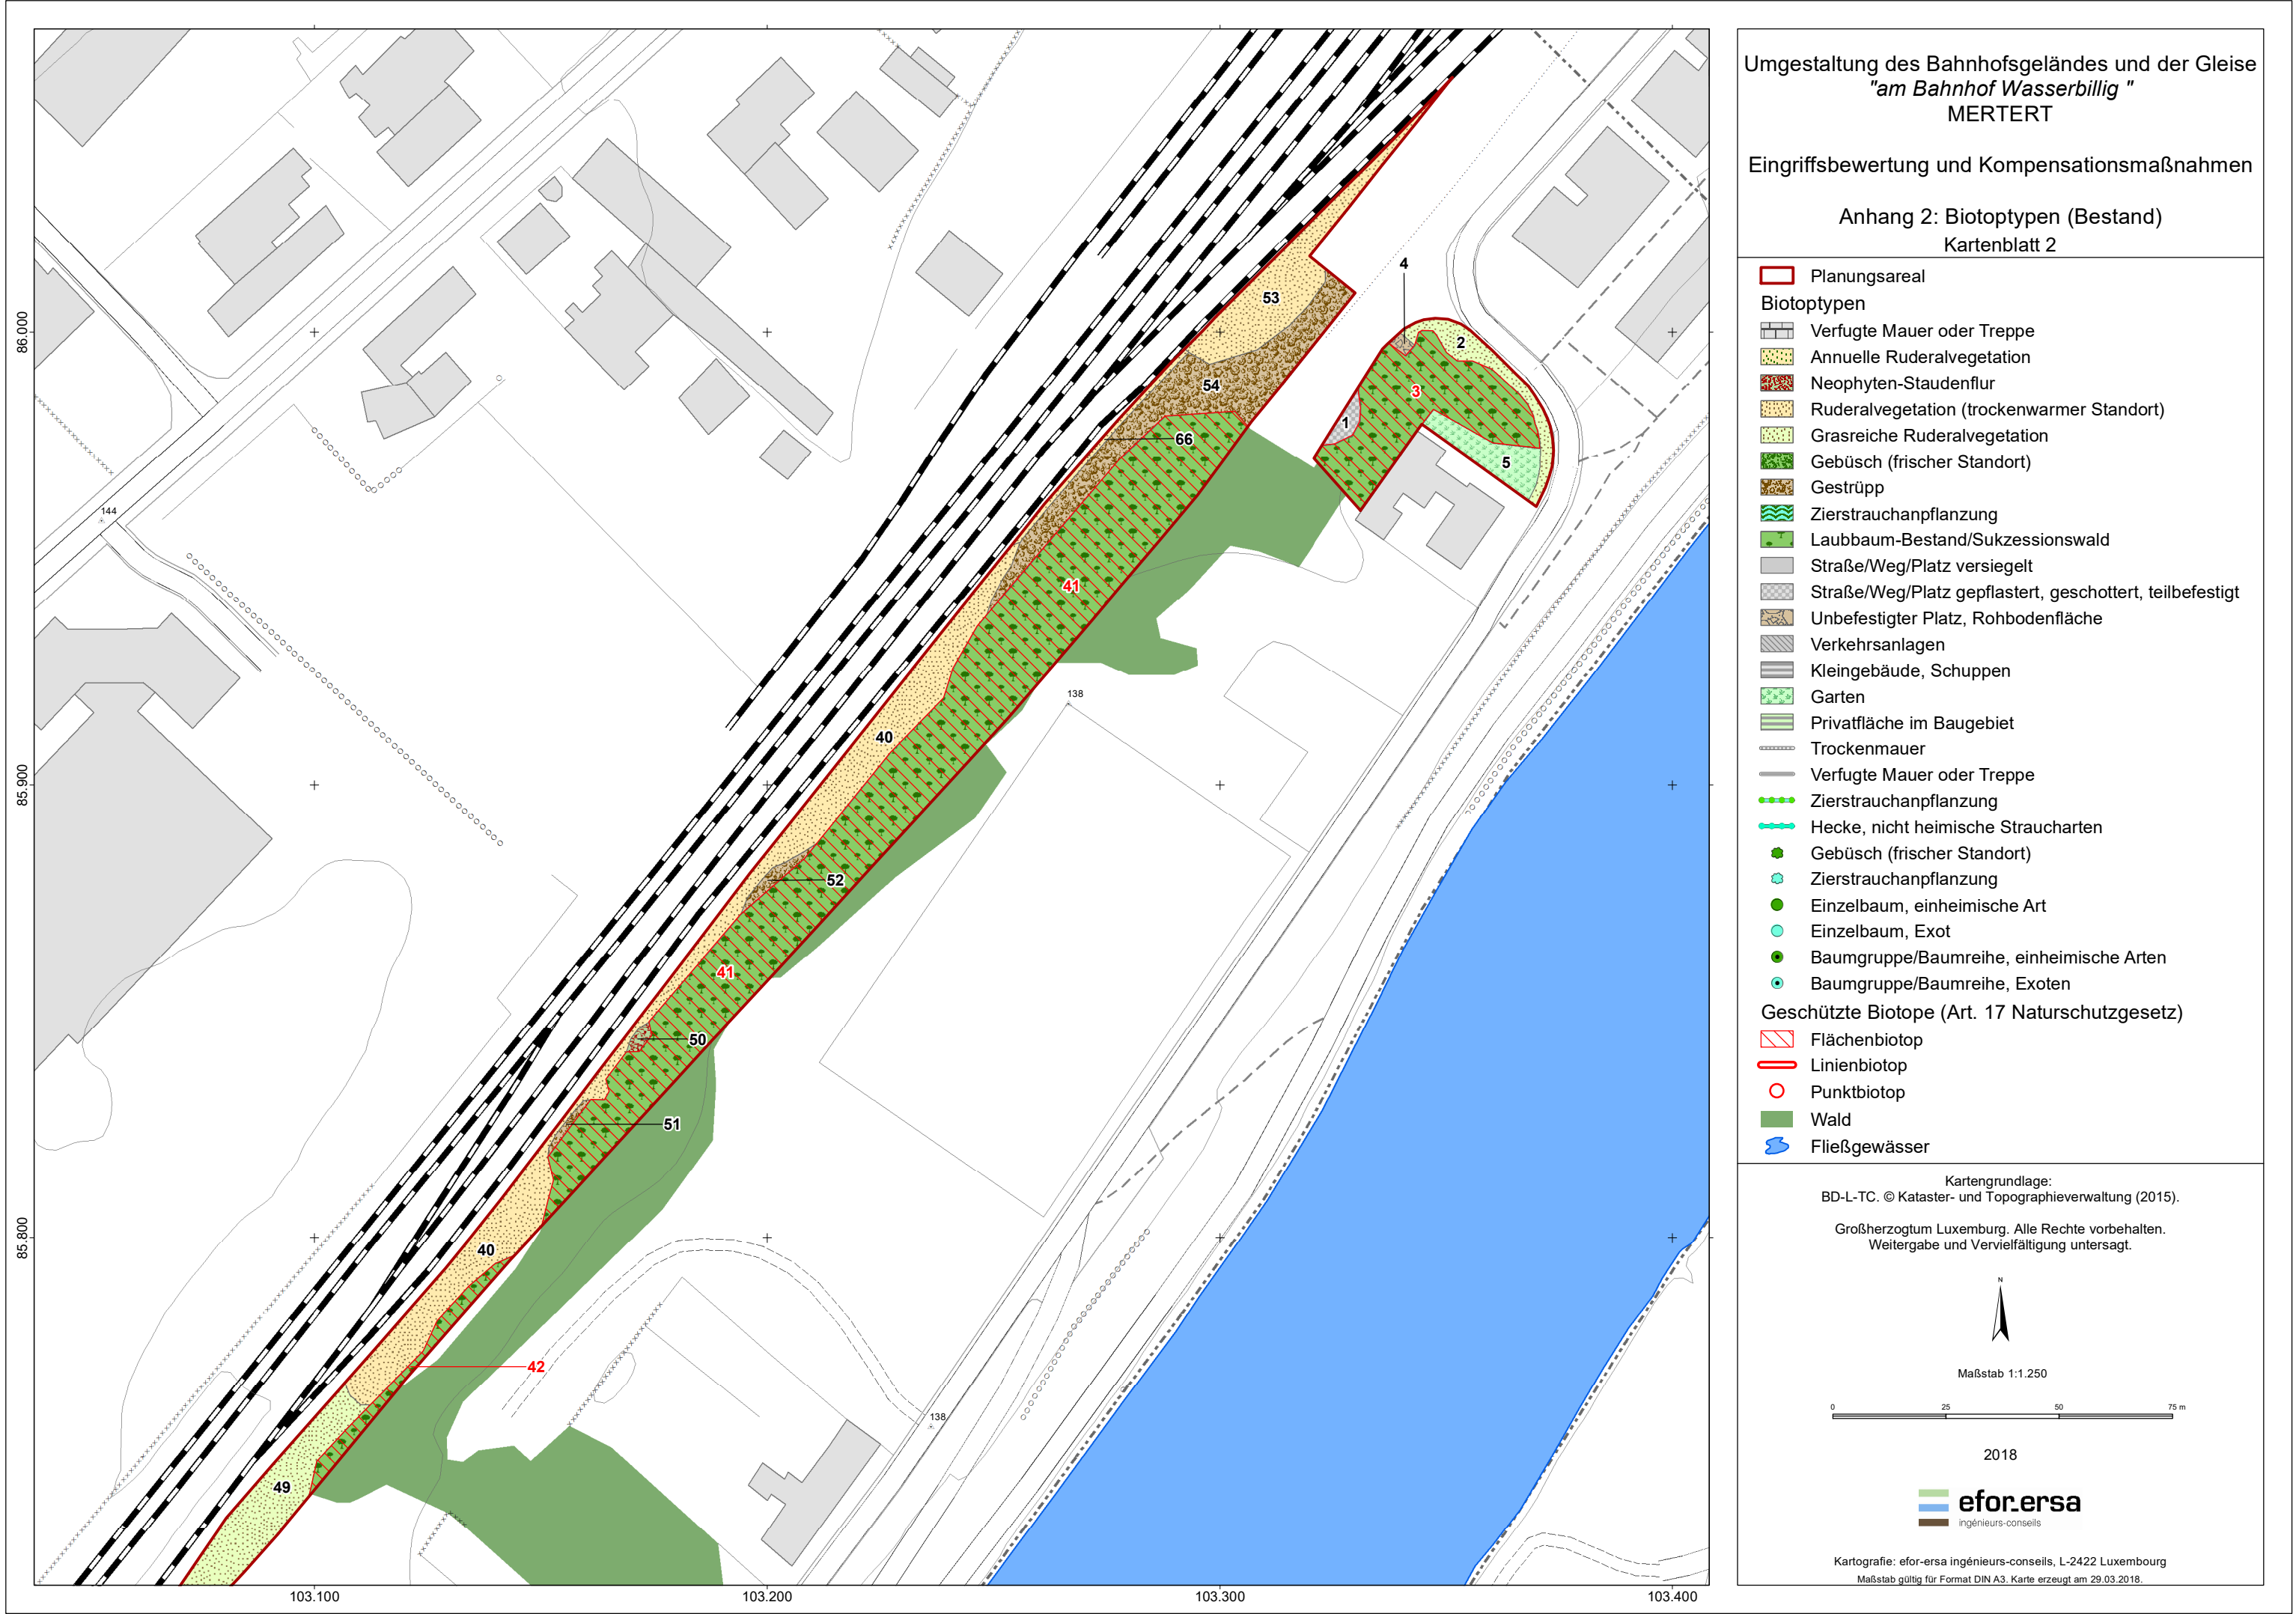 Umgestaltung des Bahnhofsgeländes und der Gleise
"am Bahnhof Wasserbillig "
MERTERT
Eingriffsbewertung und Kompensationsmaßnahmen
Anhang 2: Biotoptypen (Bestand)
Kartenblatt 2
Planungsareal
Biotoptypen
Verfugte Mauer oder Treppe
Annuelle Ruderalvegetation
Neophyten-Staudenflur
Ruderalvegetation (trockenwarmer Standort)
Grasreiche Ruderalvegetation
Gebüsch (frischer Standort)
Gestrüpp
Zierstrauchanpflanzung
Laubbaum-Bestand/Sukzessionswald
Straße/Weg/Platz versiegelt
Straße/Weg/Platz gepflastert, geschottert, teilbefestigt
Unbefestigter Platz, Rohbodenfläche
Verkehrsanlagen
Kleingebäude, Schuppen
Garten
Privatfläche im Baugebiet
Trockenmauer
Verfugte Mauer oder Treppe
Zierstrauchanpflanzung
Hecke, nicht heimische Straucharten
Gebüsch (frischer Standort)
Zierstrauchanpflanzung
Einzelbaum, einheimische Art
Einzelbaum, Exot
Baumgruppe/Baumreihe, einheimische Arten
Baumgruppe/Baumreihe, Exoten
Geschützte Biotope (Art. 17 Naturschutzgesetz)
Flächenbiotop
Linienbiotop
Punktbiotop
Wald
Fließgewässer
Kartengrundlage:
BD-L-TC. © Kataster- und Topographieverwaltung (2015).
Großherzogtum Luxemburg. Alle Rechte vorbehalten.
Weitergabe und Vervielfältigung untersagt.
N
Maßstab 1:1.250
0 25 50 75 m
2018
efor-ersa
ingénieurs-conseils
Kartografie: efor-ersa ingénieurs-conseils, L-2422 Luxembourg
Maßstab gültig für Format DIN A3. Karte erzeugt am 29.03.2018.
4
53
2
54
3
1
66
5
144
41
138
40
52
41
50
51
40
42
138
49
86.000
85.900
85.800
103.100
103.200
103.300
103.400